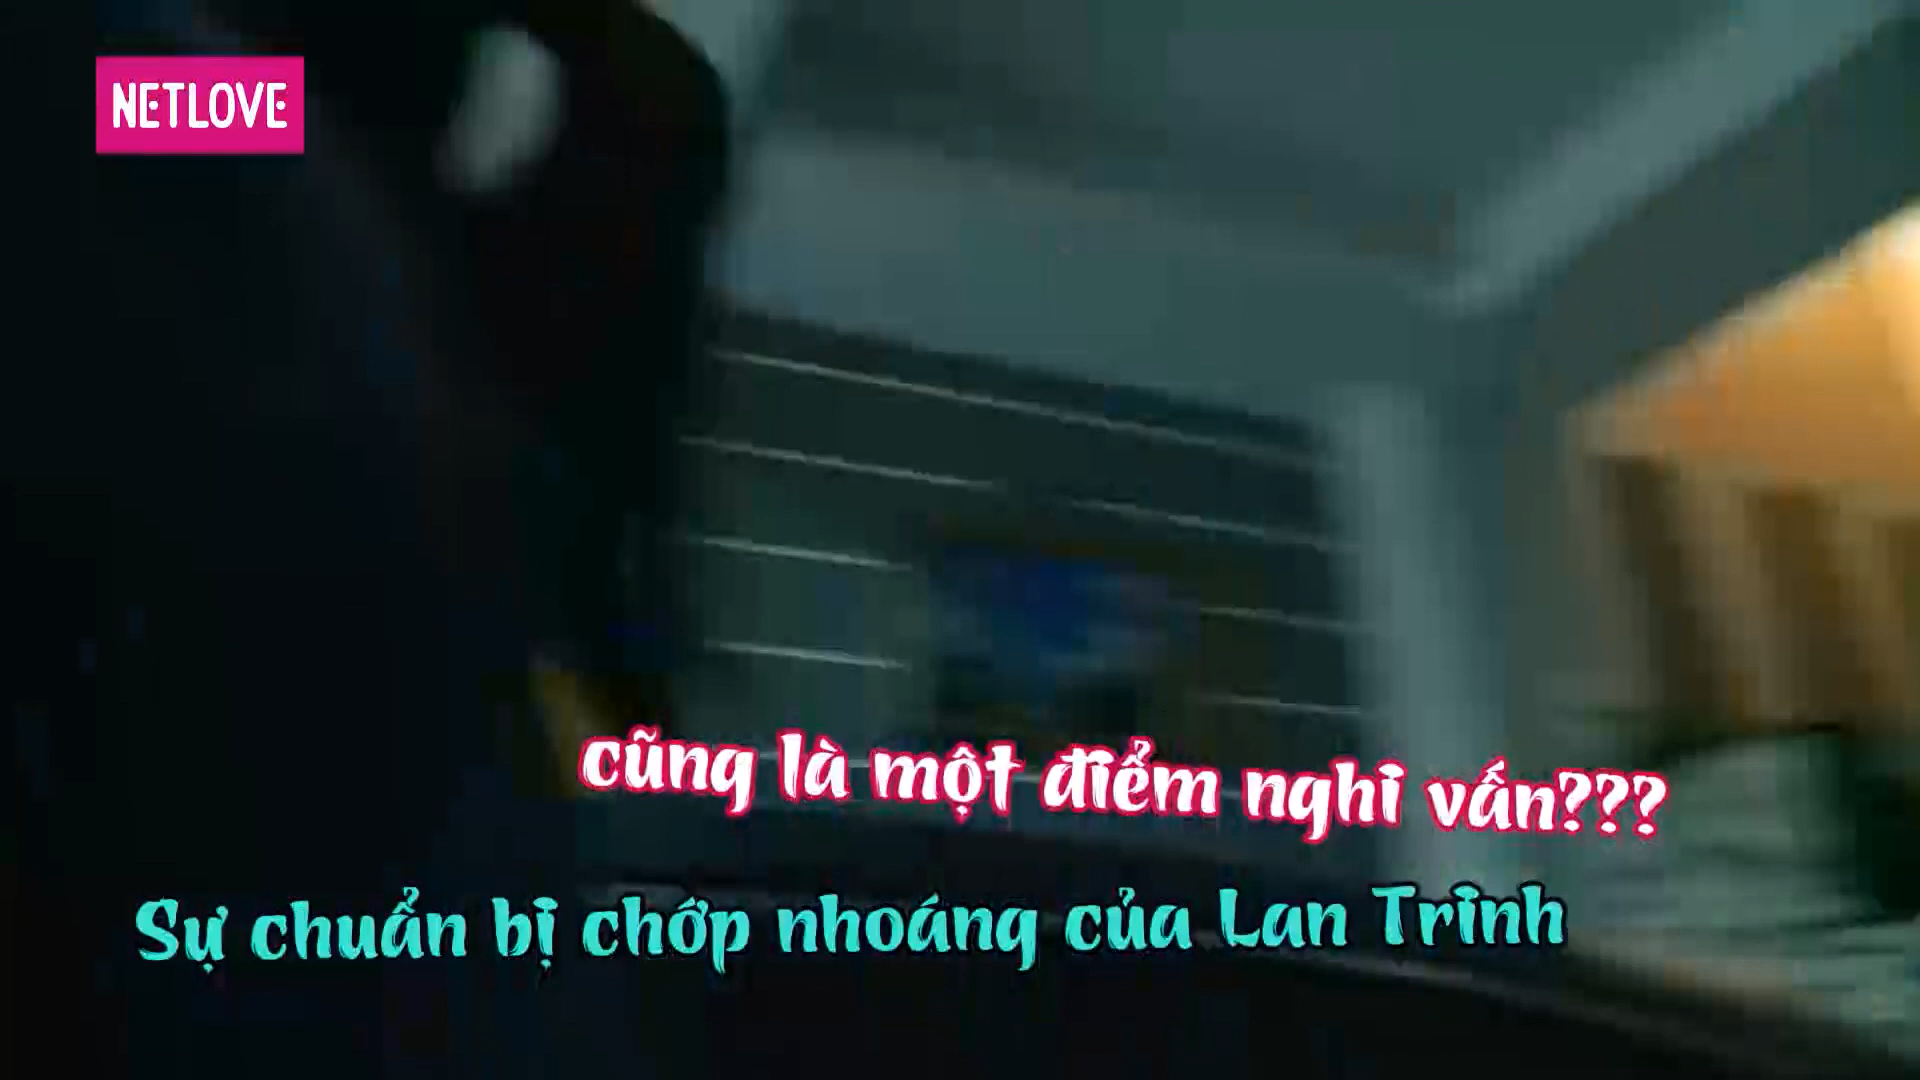 NETLOVE
cũng là một điểm nghi vấn???
Sự chuẩn bị chớp nhoáng của Lan Trinh